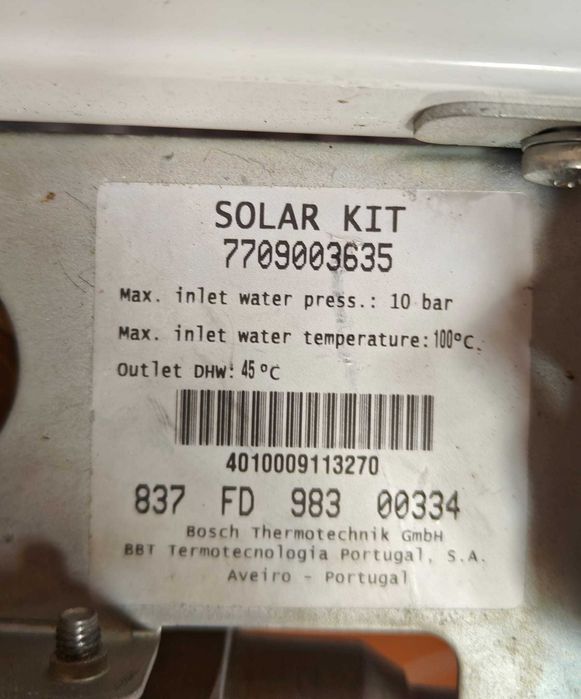 SOLAR KIT
7709003635
Max. inlet water press.: 10 bar
Max. inlet water temperature: 100°C.
Outlet DHW: 45°C
4010009113270
837 FD 983 00334
Bosch Thermotechnik GmbH
BBT Termotecnologia Portugal, S.A.
Aveiro - Portugal